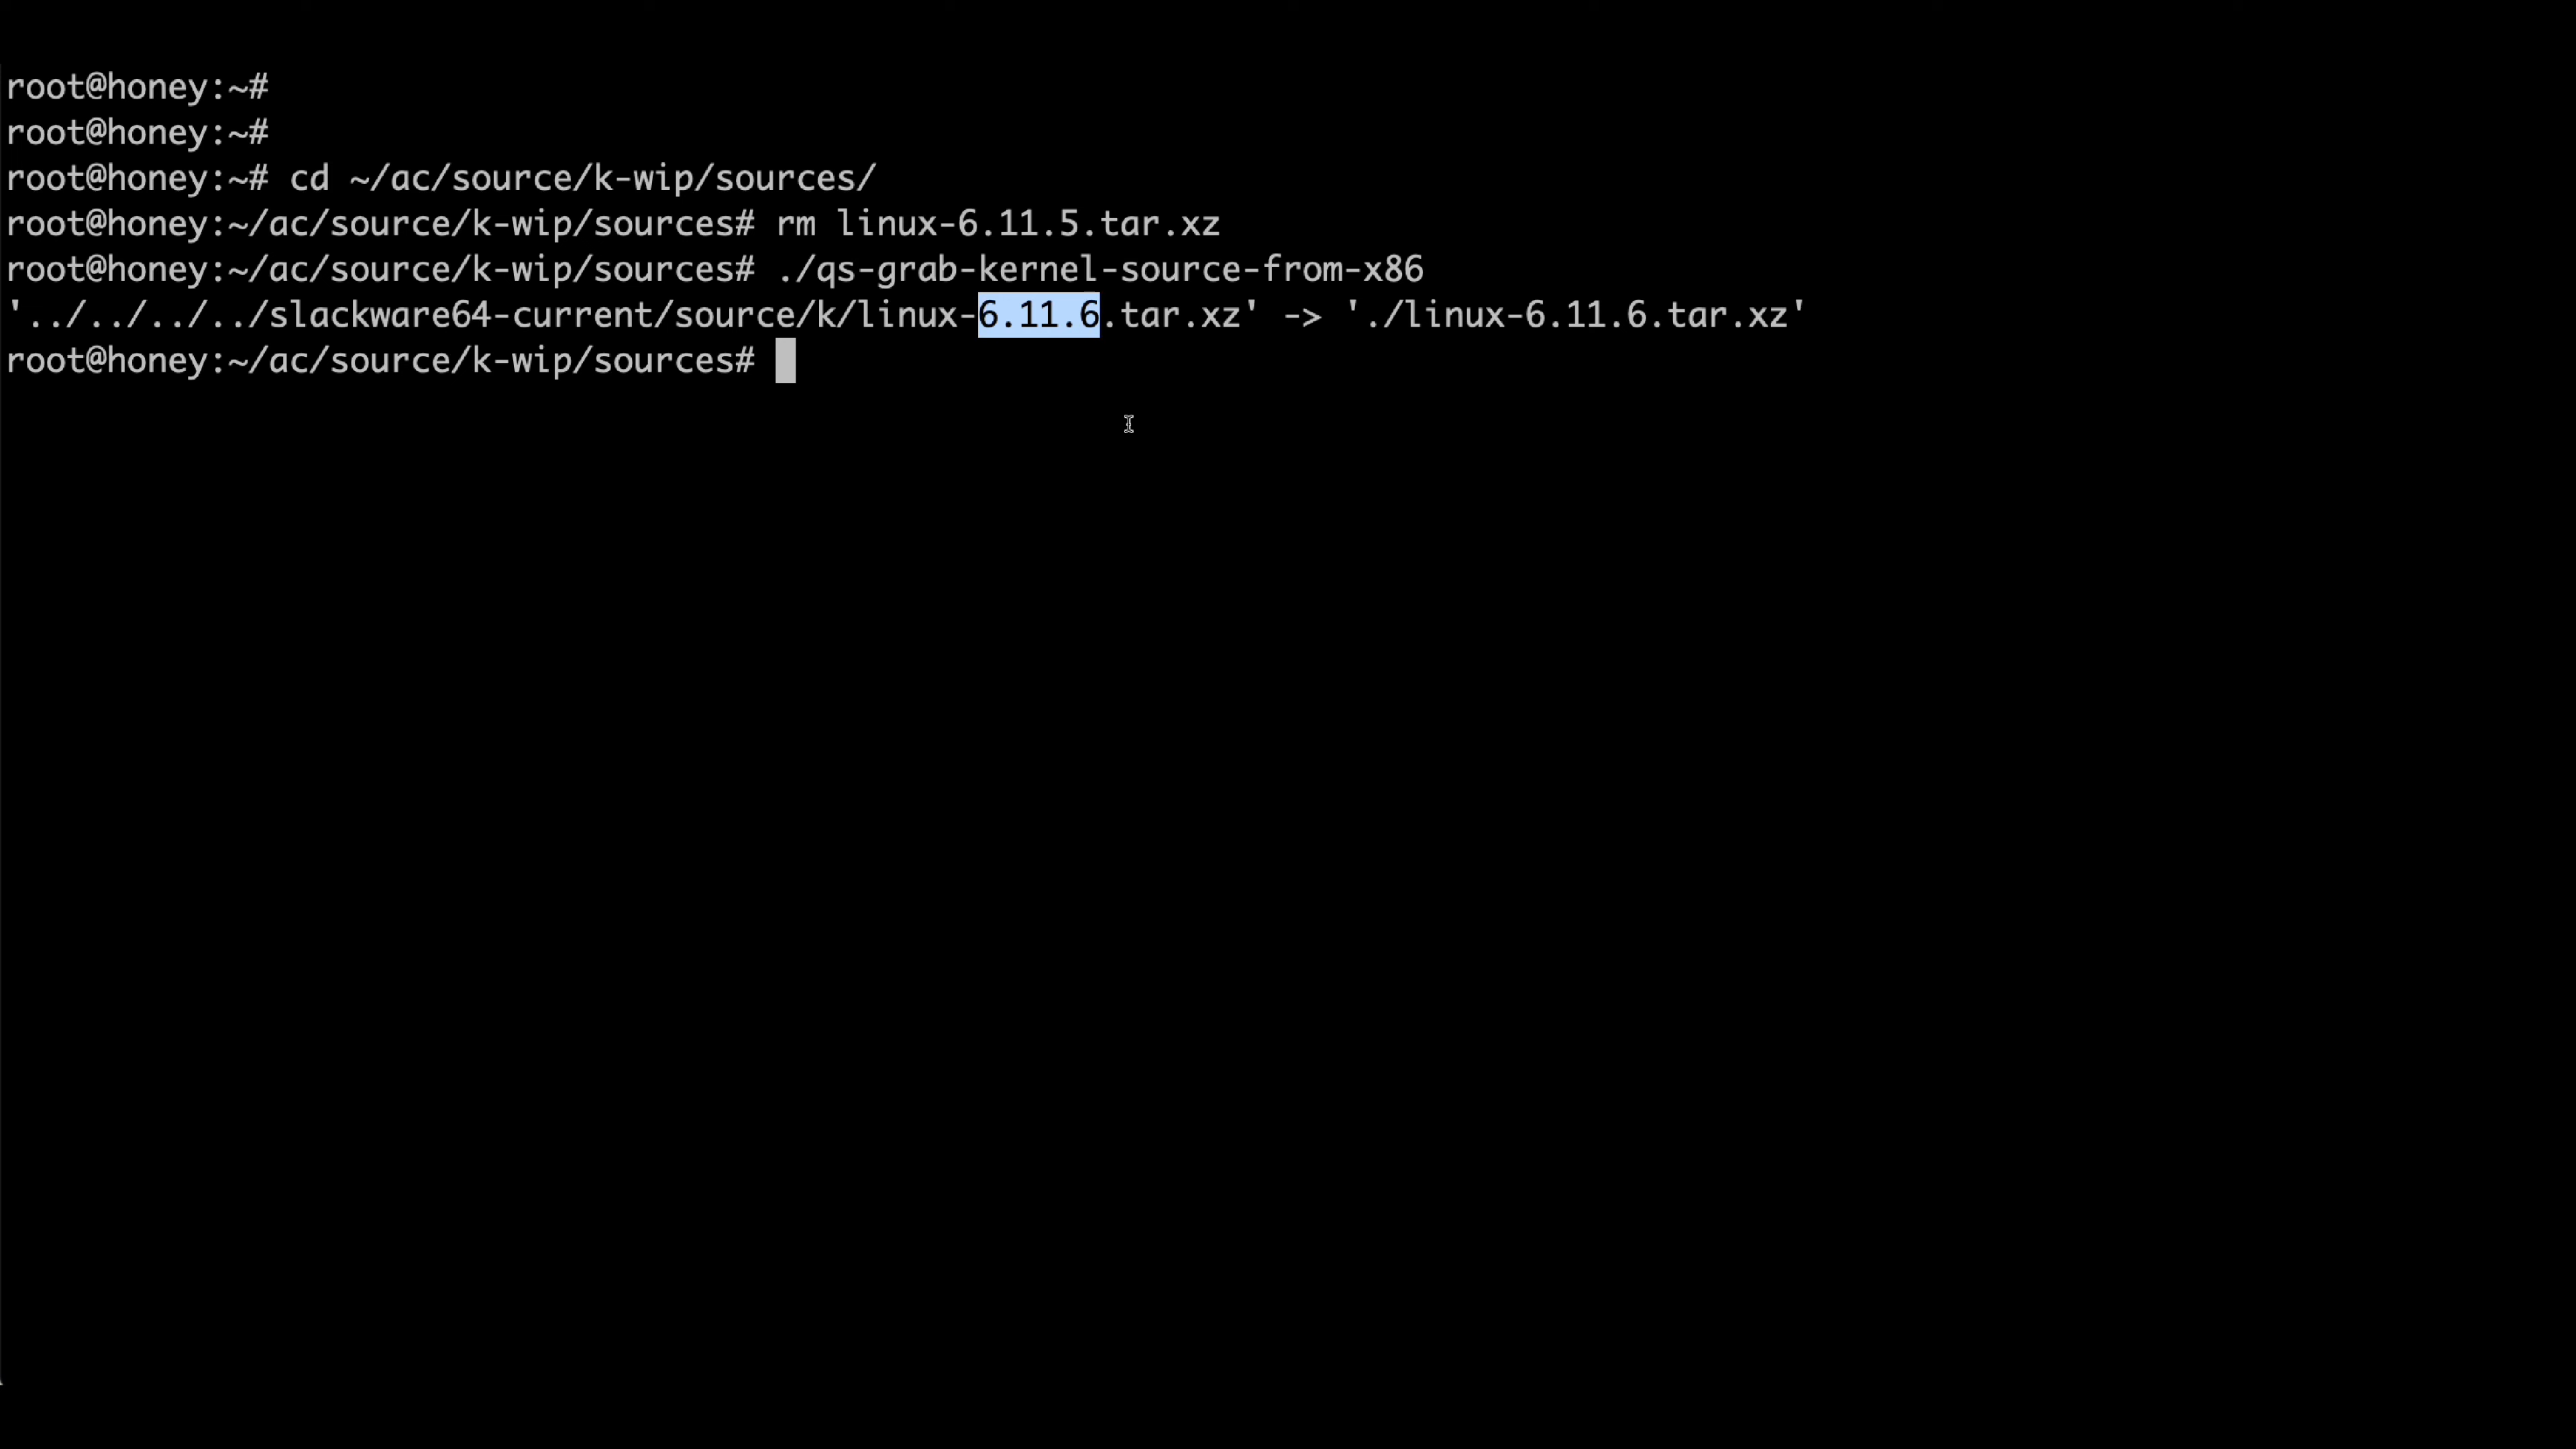 root@honey:~#
root@honey:~#
root@honey:~# cd ~/ac/source/k-wip/sources/
root@honey:~/ac/source/k-wip/sources# rm linux-6.11.5.tar.xz
root@honey:~/ac/source/k-wip/sources# ./qs-grab-kernel-source-from-x86
'../../../../slackware64-current/source/k/linux-6.11.6.tar.xz' -> './linux-6.11.6.tar.xz'
root@honey:~/ac/source/k-wip/sources#